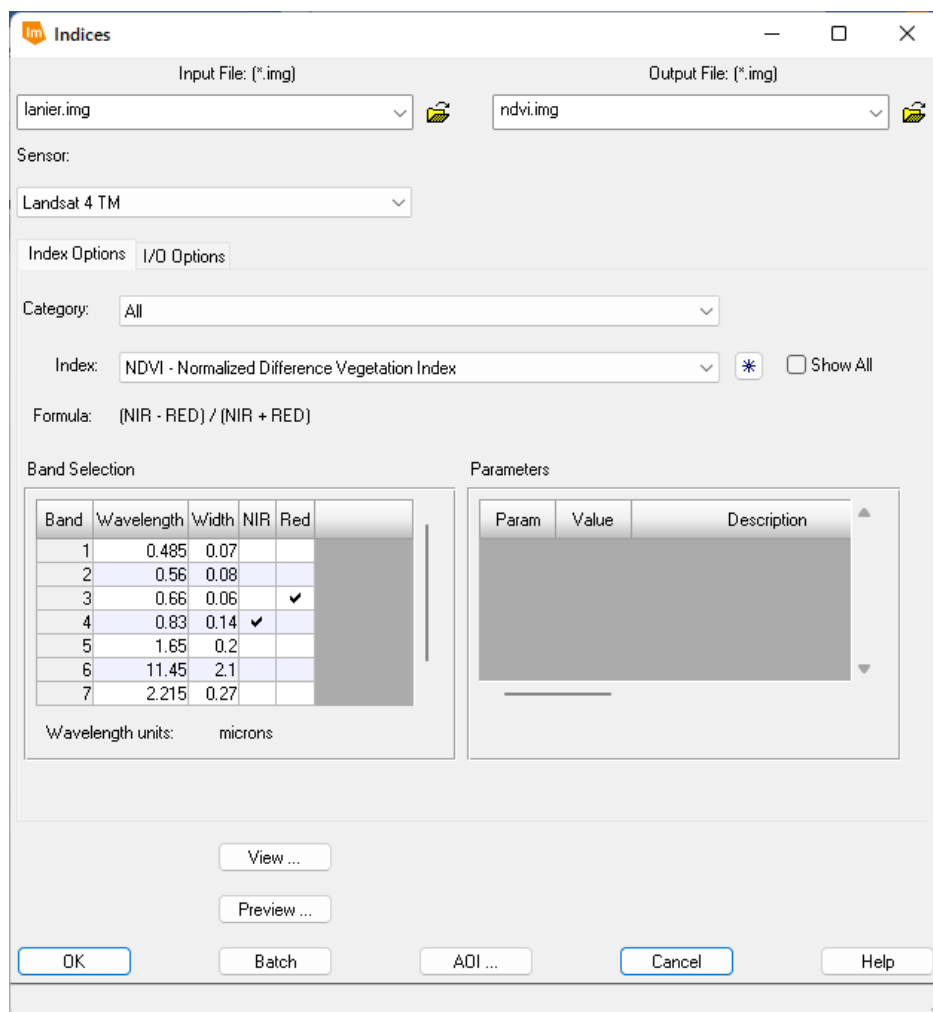 Im Indices
Input File: (*.img) Output File: (*.img)
lanier.img ndvi.img
Sensor:
Landsat 4 TM
Index Options I/O Options
Category: All
Index: NDVI - Normalized Difference Vegetation Index Show All
Formula: (NIR - RED) / (NIR + RED)
Band Selection Parameters
Band Wavelength Width NIR Red Param Value Description
1 0.485 0.07
2 0.56 0.08
3 0.66 0.06 ✔
4 0.83 0.14 ✔
5 1.65 0.2
6 11.45 2.1
7 2.215 0.27
Wavelength units: microns
View ...
Preview ...
OK Batch AOI ... Cancel Help